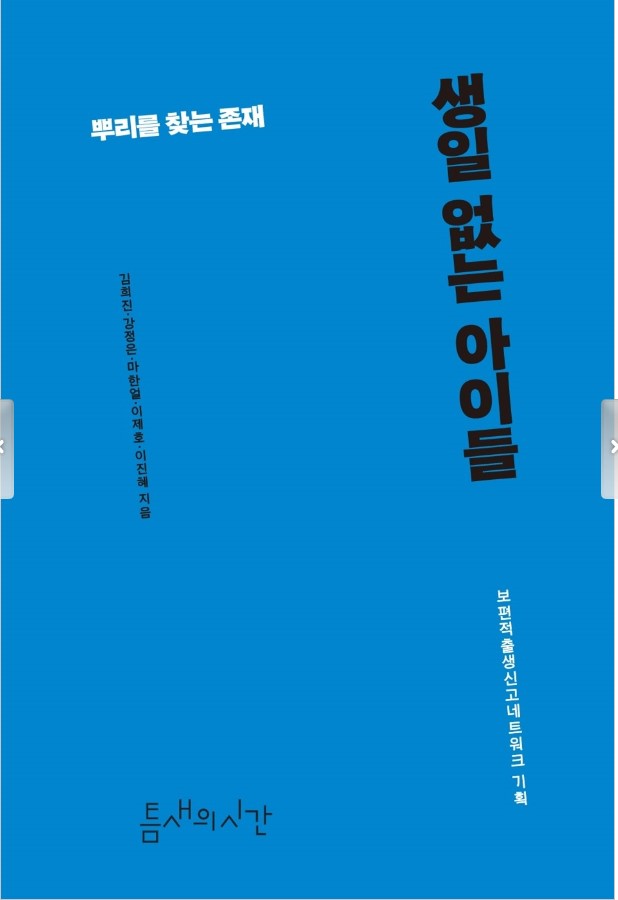 뿌리를 찾는 존재
생일 없는 아이들
김희진·강정은·마한얼·이제호·이진혜 지음
보편적출생신고네트워크 기획
틈새의시간